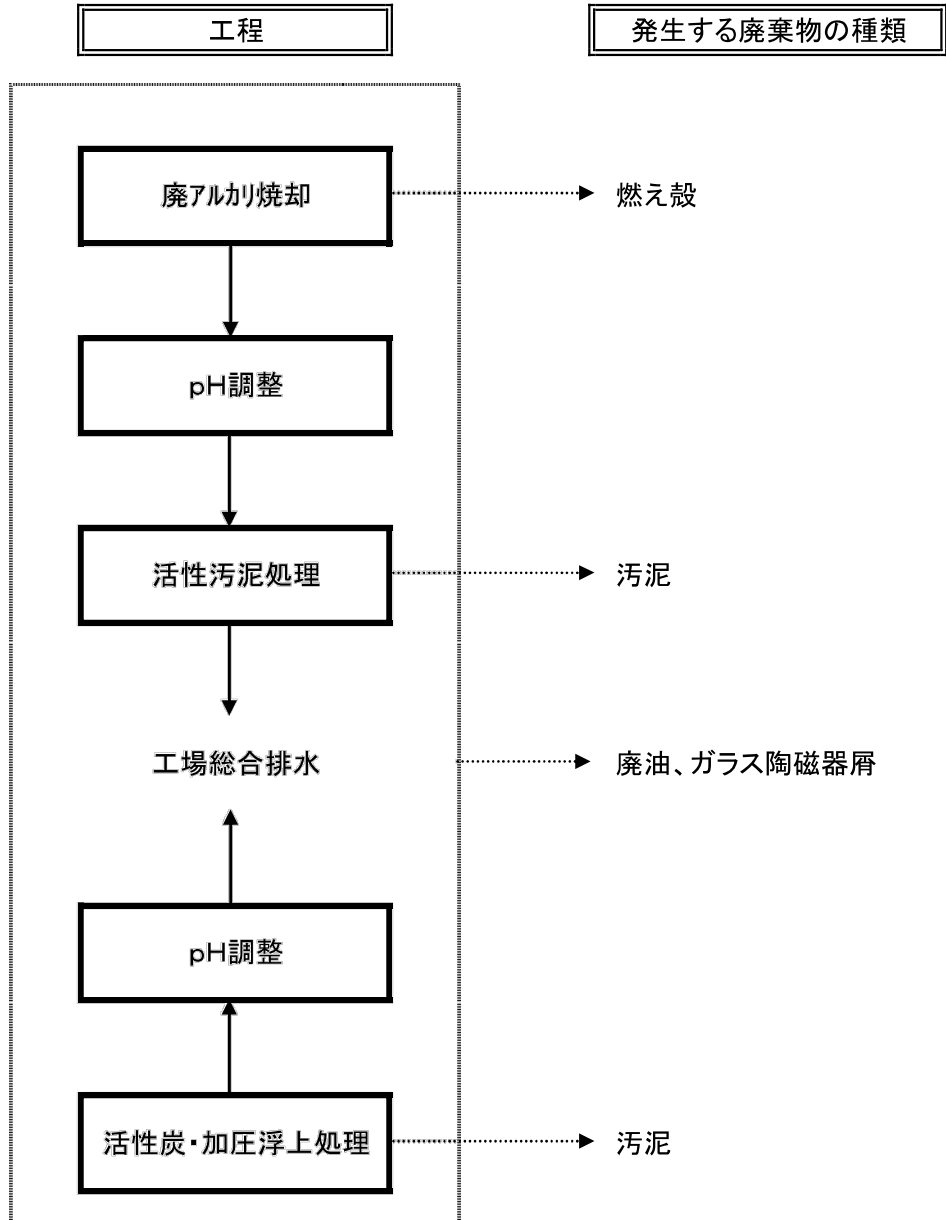 工程
発生する廃棄物の種類
廃ｱﾙｶﾘ焼却
燃え殻
ｐＨ調整
活性汚泥処理
汚泥
工場総合排水
廃油、ガラス陶磁器屑
ｐＨ調整
活性炭・加圧浮上処理
汚泥